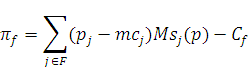 π_f = ∑_{j∈F} (p_j − mc_j)Ms_j(p) − C_f